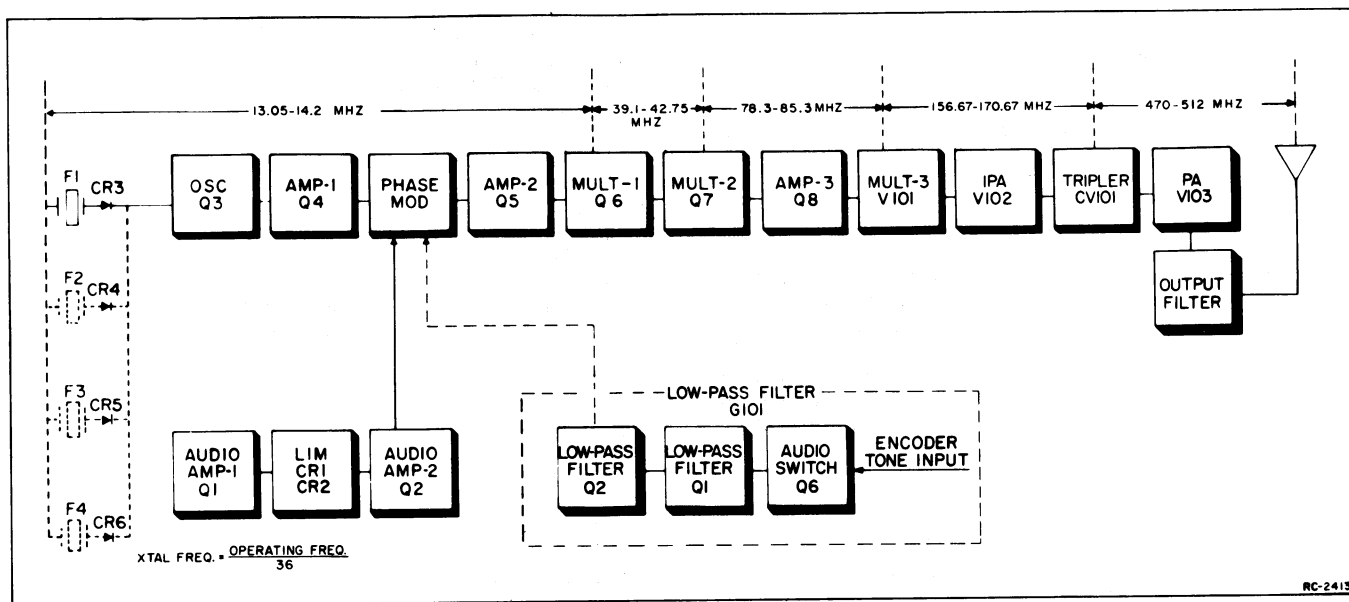 13.05-14.2 MHZ
39.1-42.75
MHZ
78.3-85.3 MHZ
156.67-170.67 MHZ
470-512 MHZ
F1
CR3
OSC
Q3
AMP-1
Q4
PHASE
MOD
AMP-2
Q5
MULT-1
Q6
MULT-2
Q7
AMP-3
Q8
MULT-3
V101
IPA
V102
TRIPLER
CV101
PA
V103
F2
CR4
OUTPUT
FILTER
F3
CR5
LOW-PASS FILTER
G101
AUDIO
AMP-1
Q1
LIM
CR1
CR2
AUDIO
AMP-2
Q2
LOW-PASS
FILTER
Q2
LOW-PASS
FILTER
Q1
AUDIO
SWITCH
Q6
ENCODER
TONE INPUT
F4
CR6
XTAL FREQ. = OPERATING FREQ.
36
RC-2413